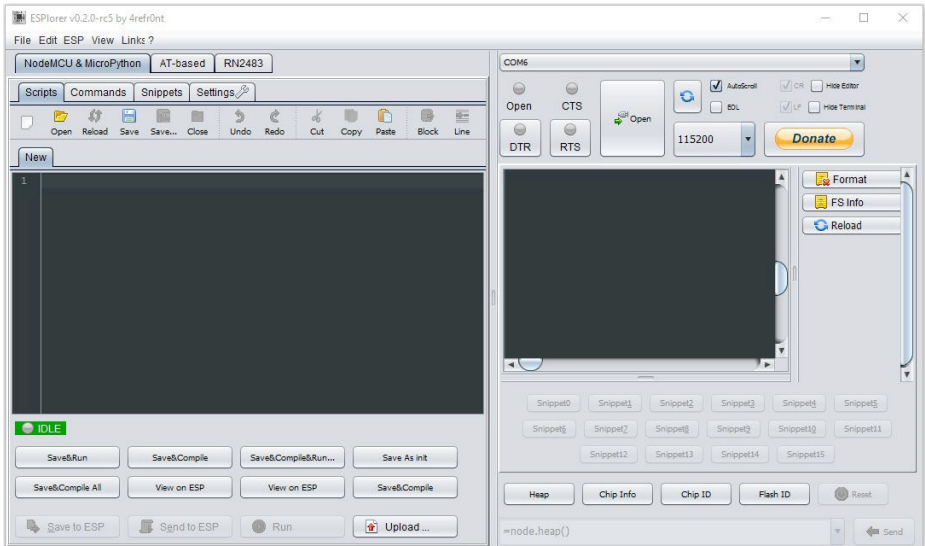 ESPlorer v0.2.0-rc5 by 4refr0nt
File Edit ESP View Links ?
NodeMCU & MicroPython AT-based RN2483
Scripts Commands Snippets Settings
Open Reload Save Save... Close Undo Redo Cut Copy Paste Block Line
New
1
IDLE
Save&Run Save&Compile Save&Compile&Run... Save As init
Save&Compile All View on ESP View on ESP Save&Compile
Save to ESP Send to ESP Run Upload ...
COM6
Open CTS
DTR RTS
Open
AutoScroll CR Hide Editor
EOL LF Hide Terminal
115200 Donate
Format
FS Info
Reload
Snippet0 Snippet1 Snippet2 Snippet3 Snippet4 Snippet5
Snippet6 Snippet7 Snippet8 Snippet9 Snippet10 Snippet11
Snippet12 Snippet13 Snippet14 Snippet15
Heap Chip Info Chip ID Flash ID Reset
=node.heap() Send